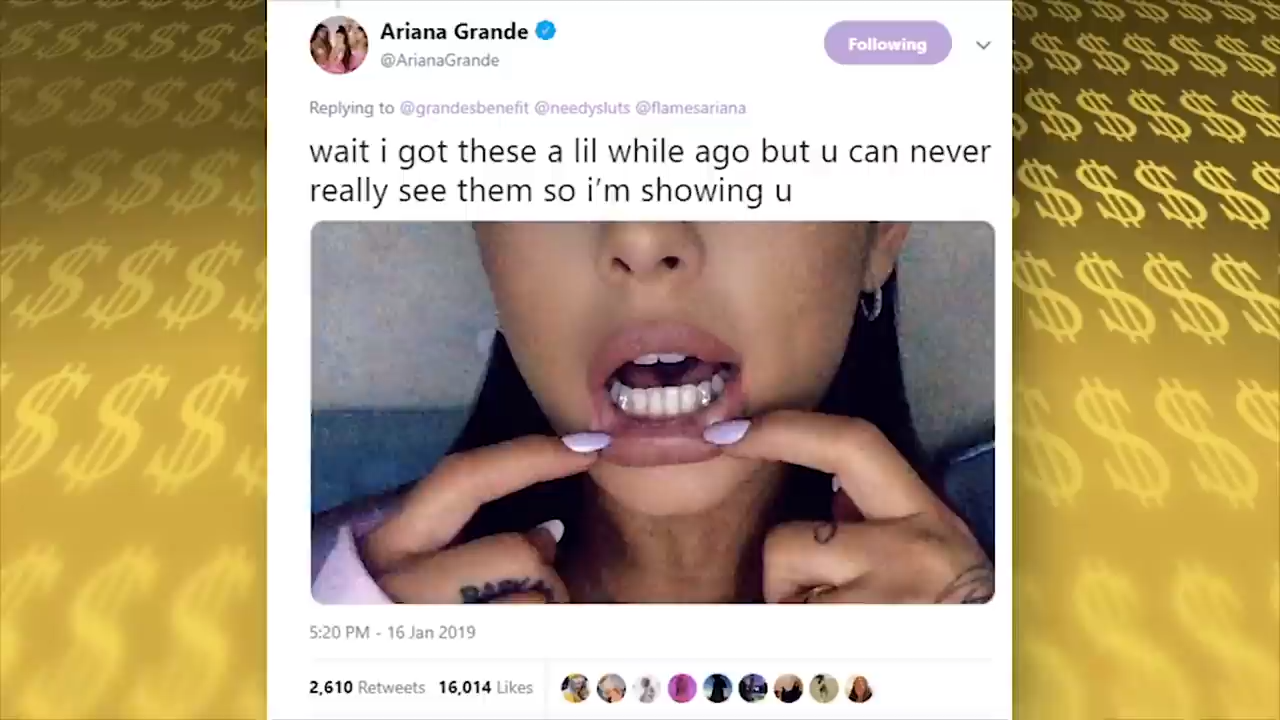 Ariana Grande
@ArianaGrande
Following
Replying to @grandesbenefit @needysluts @flamesariana
wait i got these a lil while ago but u can never
really see them so i’m showing u
5:20 PM - 16 Jan 2019
2,610 Retweets 16,014 Likes